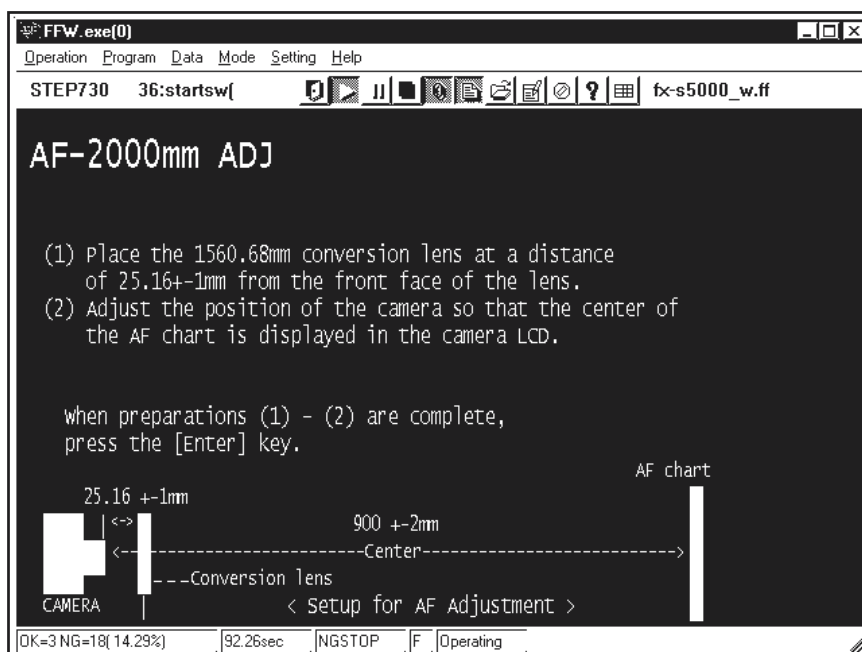 FFW.exe(0)
Operation Program Data Mode Setting Help
STEP730 36:startsw( fx-s5000_w.ff
AF-2000mm ADJ
(1) Place the 1560.68mm conversion lens at a distance
of 25.16+-1mm from the front face of the lens.
(2) Adjust the position of the camera so that the center of
the AF chart is displayed in the camera LCD.
When preparations (1) - (2) are complete,
press the [Enter] key.
AF chart
25.16 +-1mm
<-> 900 +-2mm
<------------------------Center------------------------->
---Conversion lens
CAMERA < Setup for AF Adjustment >
OK=3 NG=18( 14.29%) 92.26sec NGSTOP F Operating